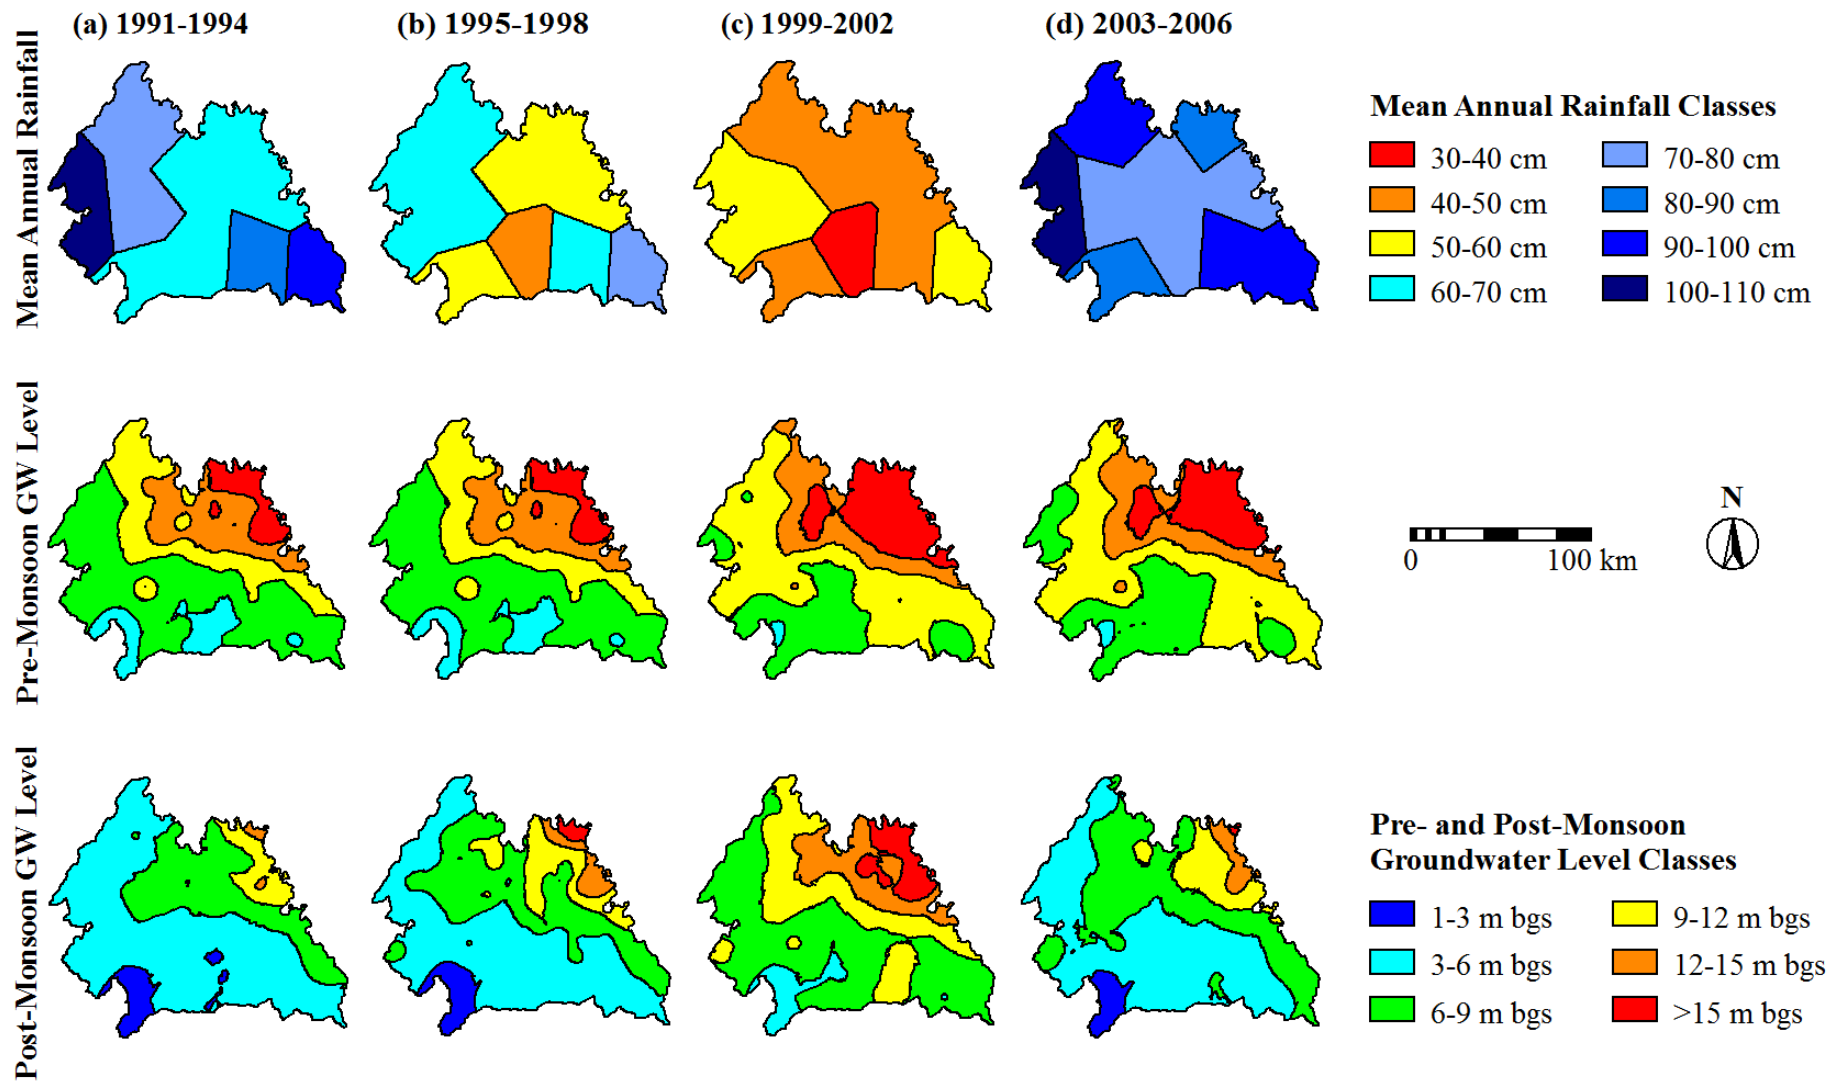 (a) 1991-1994
(b) 1995-1998
(c) 1999-2002
(d) 2003-2006
Mean Annual Rainfall
Mean Annual Rainfall Classes
30-40 cm
40-50 cm
50-60 cm
60-70 cm
70-80 cm
80-90 cm
90-100 cm
100-110 cm
Pre-Monsoon GW Level
0
100 km
N
Post-Monsoon GW Level
Pre- and Post-Monsoon
Groundwater Level Classes
1-3 m bgs
3-6 m bgs
6-9 m bgs
9-12 m bgs
12-15 m bgs
>15 m bgs